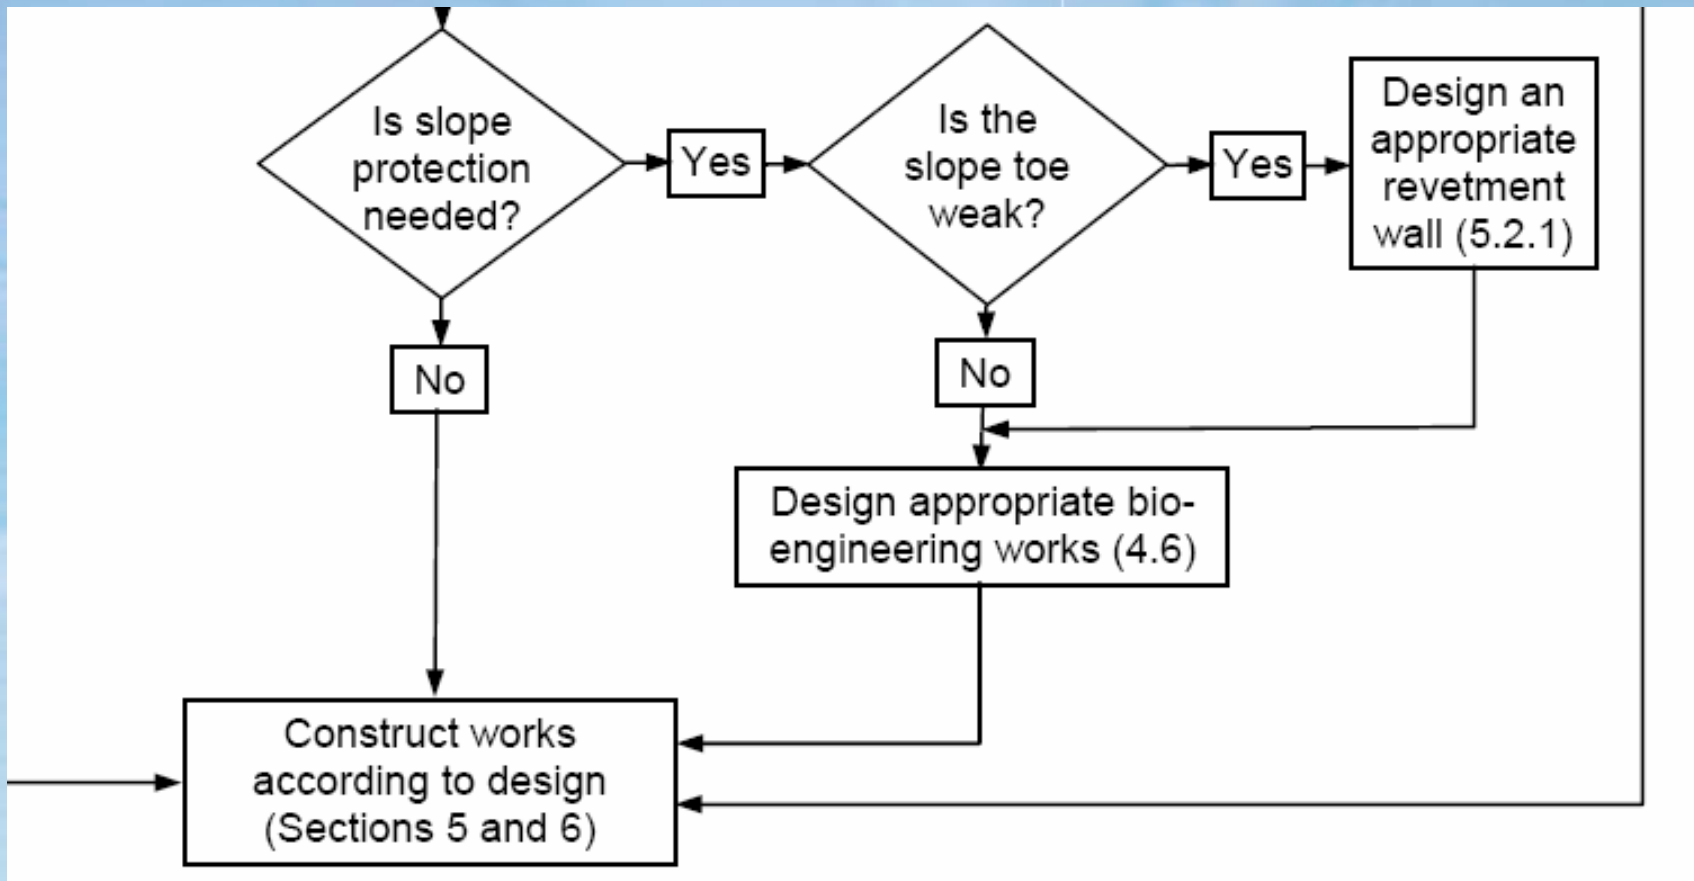 Is slope
protection
needed?
Yes
Is the
slope toe
weak?
Yes
Design an
appropriate
revetment
wall (5.2.1)
No
No
Design appropriate bio-
engineering works (4.6)
Construct works
according to design
(Sections 5 and 6)